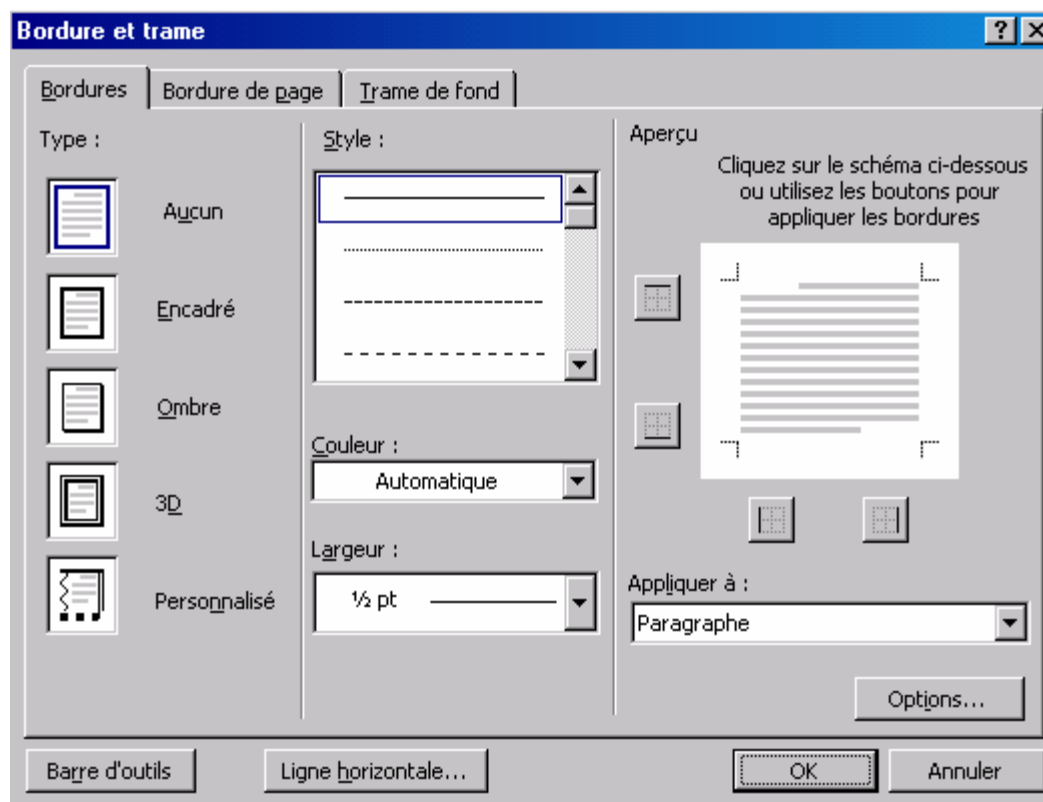 Bordure et trame
Bordures
Bordure de page
Trame de fond
Type :
Aucun
Encadré
Ombre
3D
Personnalisé
Style :
Couleur :
Automatique
Largeur :
½ pt
Aperçu
Cliquez sur le schéma ci-dessous
ou utilisez les boutons pour
appliquer les bordures
Appliquer à :
Paragraphe
Options...
Barre d'outils
Ligne horizontale...
OK
Annuler